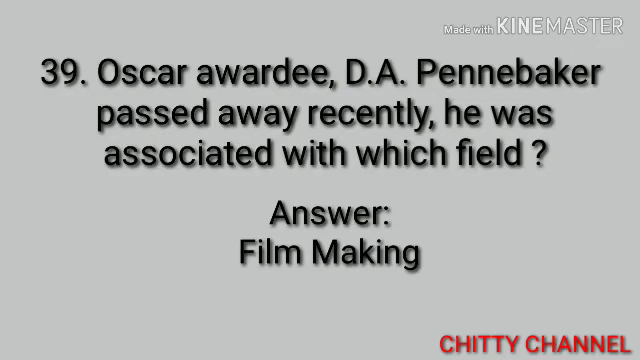 Made with KINEMASTER
39. Oscar awardee, D.A. Pennebaker
passed away recently, he was
associated with which field ?
Answer:
Film Making
CHITTY CHANNEL